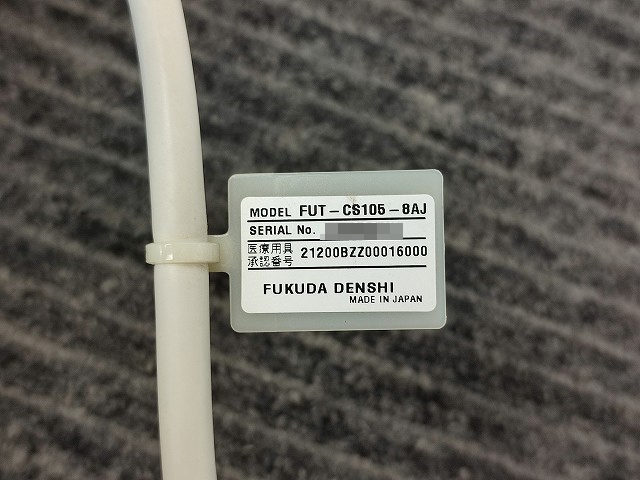 MODEL FUT-CS105-8AJ
SERIAL No.
医療用具
承認番号 21200BZZ00016000
FUKUDA DENSHI
MADE IN JAPAN